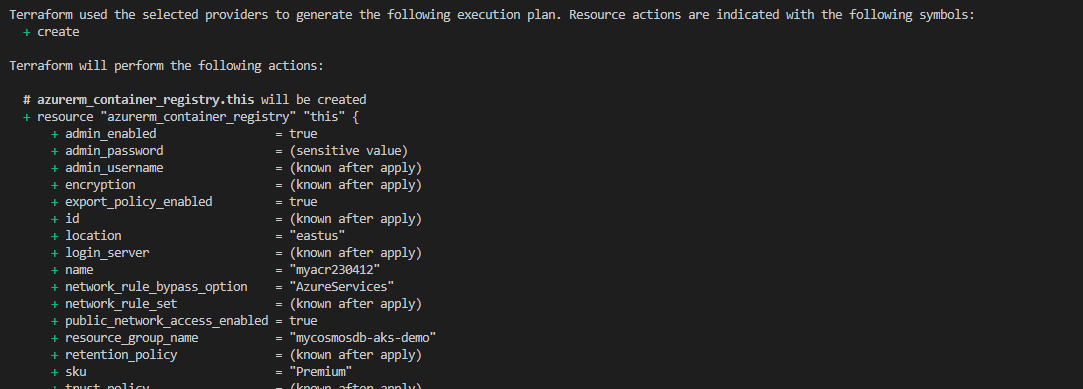 Terraform used the selected providers to generate the following execution plan. Resource actions are indicated with the following symbols:
+ create
Terraform will perform the following actions:
# azurerm_container_registry.this will be created
+ resource "azurerm_container_registry" "this" {
+ admin_enabled = true
+ admin_password = (sensitive value)
+ admin_username = (known after apply)
+ encryption = (known after apply)
+ export_policy_enabled = true
+ id = (known after apply)
+ location = "eastus"
+ login_server = (known after apply)
+ name = "myacr230412"
+ network_rule_bypass_option = "AzureServices"
+ network_rule_set = (known after apply)
+ public_network_access_enabled = true
+ resource_group_name = "mycosmosdb-aks-demo"
+ retention_policy = (known after apply)
+ sku = "Premium"
+ trust_policy = (known after apply)